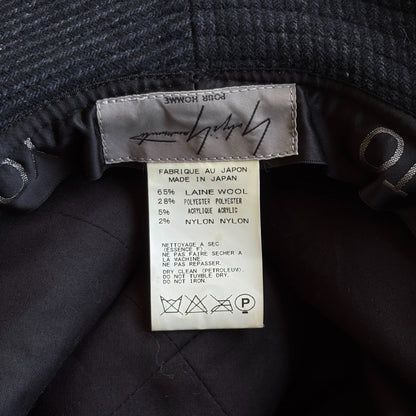 POUR HOMME
Yohji Yamamoto
FABRIQUE AU JAPON
MADE IN JAPAN
65% LAINE WOOL
28% POLYESTER POLYESTER
5% ACRYLIQUE ACRYLIC
2% NYLON NYLON
NETTOYAGE A SEC
(ESSENCE F).
NE PAS FAIRE SECHER A
LA MACHINE.
NE PAS REPASSER.
DRY CLEAN (PETROLEUM).
DO NOT TUMBLE DRY.
DO NOT IRON.
P